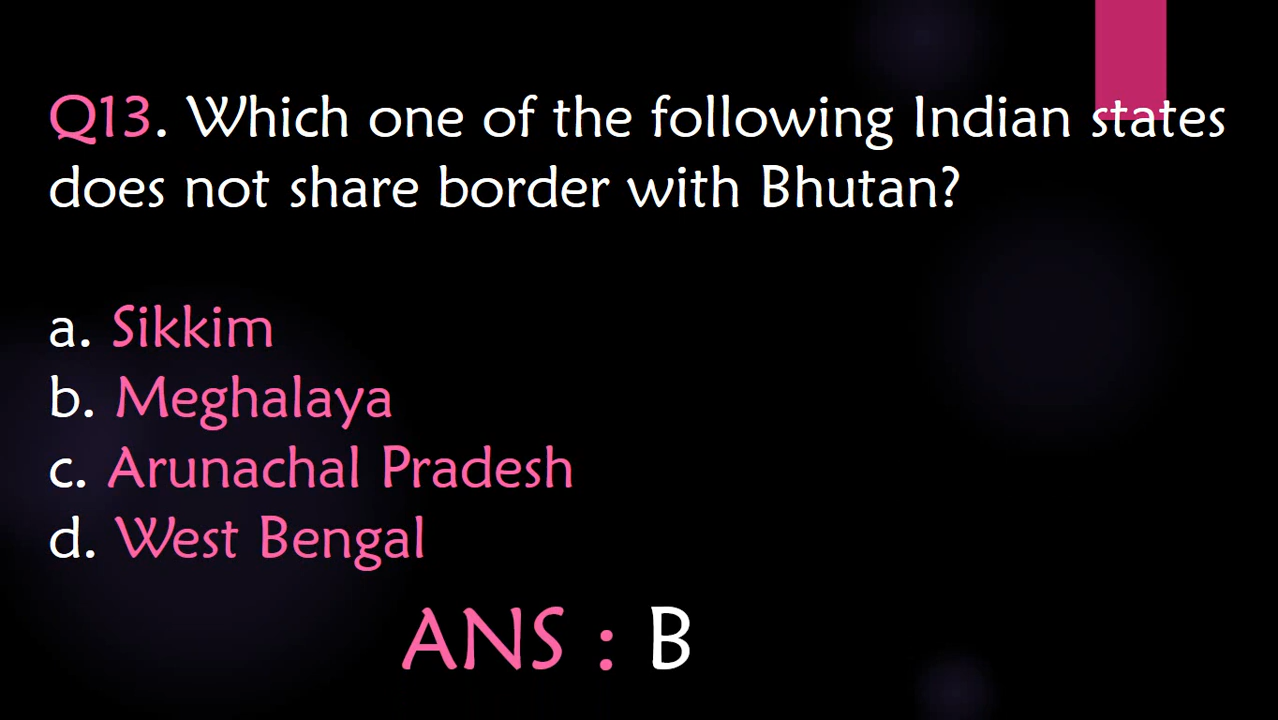 Q13. Which one of the following Indian states
does not share border with Bhutan?
a. Sikkim
b. Meghalaya
c. Arunachal Pradesh
d. West Bengal
ANS : B